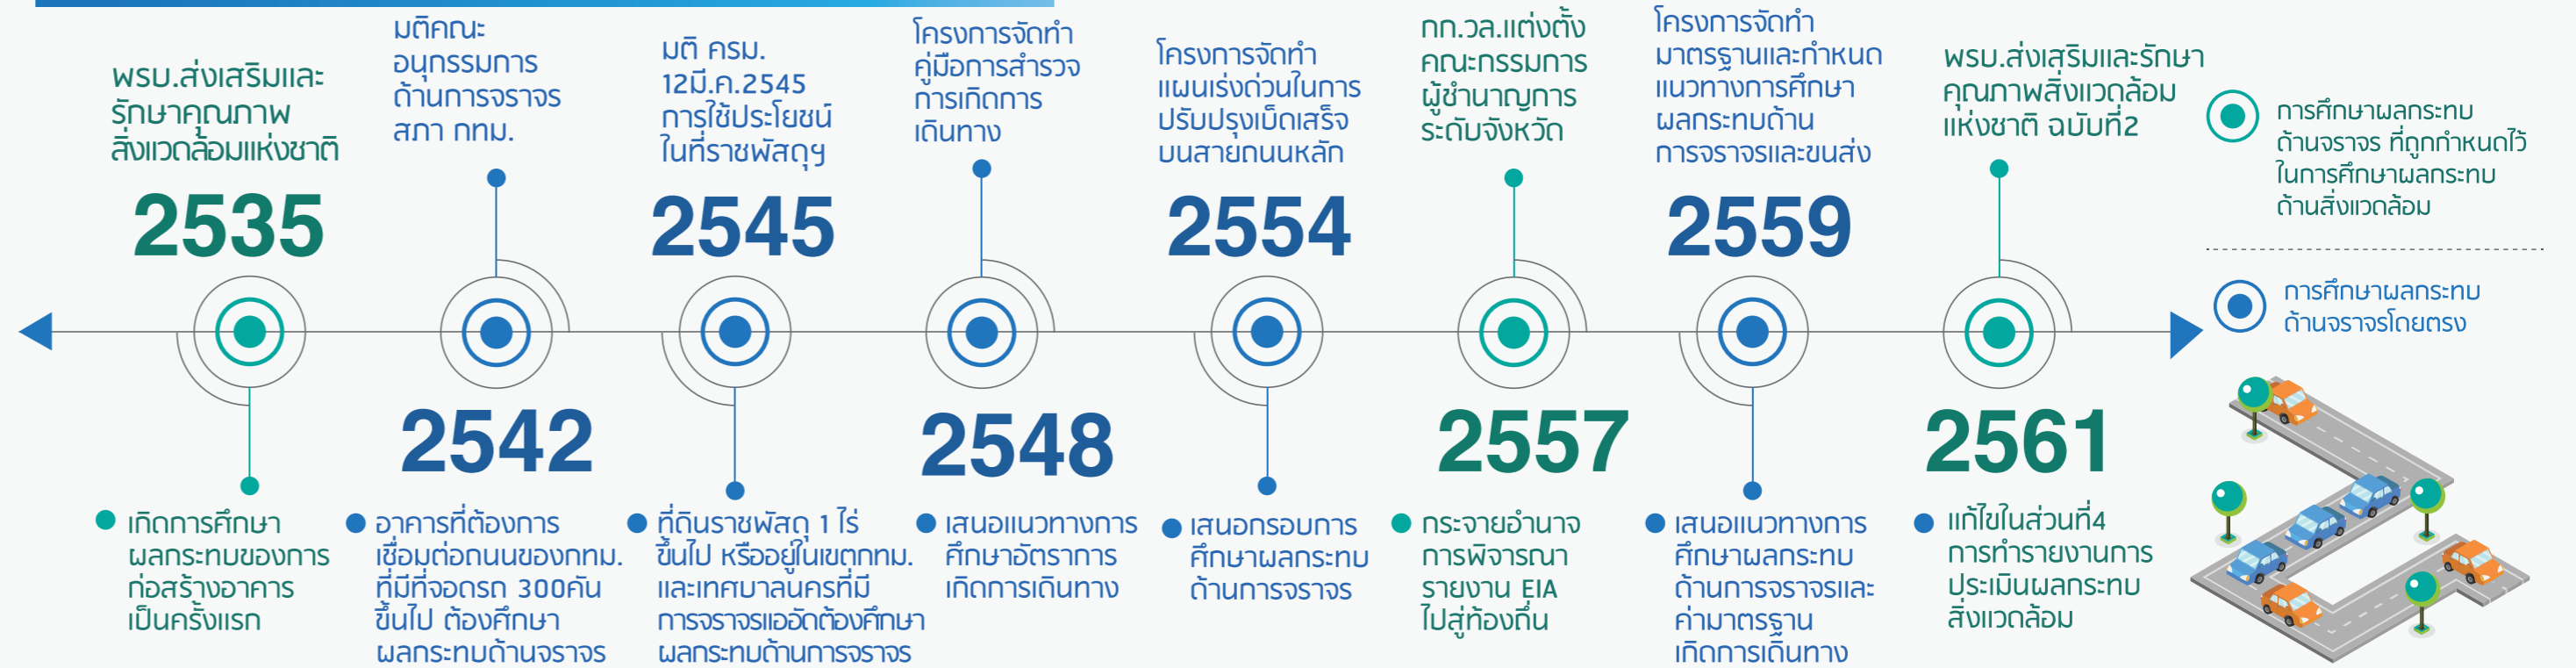 พรบ.ส่งเสริมและ
รักษาคุณภาพ
สิ่งแวดล้อมแห่งชาติ
2535
เกิดการศึกษา
ผลกระทบของการ
ก่อสร้างอาคาร
เป็นครั้งแรก
มติคณะ
อนุกรรมการ
ด้านการจราจร
สภา กทม.
2542
อาคารที่ต้องการ
เชื่อมต่อถนนของกทม.
ที่มีที่จอดรถ 300คัน
ขึ้นไป ต้องศึกษา
ผลกระทบด้านจราจร
มติ ครม.
12มี.ค.2545
การใช้ประโยชน์
ในที่ราชพัสดุฯ
2545
ที่ดินราชพัสดุ 1 ไร่
ขึ้นไป หรืออยู่ในเขตกทม.
และเทศบาลนครที่มี
การจราจรแออัดต้องศึกษา
ผลกระทบด้านการจราจร
โครงการจัดทำ
คู่มือการสำรวจ
การเกิดการ
เดินทาง
2548
เสนอแนวทางการ
ศึกษาอัตราการ
เกิดการเดินทาง
โครงการจัดทำ
แผนเร่งด่วนในการ
ปรับปรุงเบ็ดเสร็จ
บนสายถนนหลัก
2554
เสนอกรอบการ
ศึกษาผลกระทบ
ด้านการจราจร
กก.วล.แต่งตั้ง
คณะกรรมการ
ผู้ชำนาญการ
ระดับจังหวัด
2557
กระจายอำนาจ
การพิจารณา
รายงาน EIA
ไปสู่ท้องถื่น
โครงการจัดทำ
มาตรฐานและกำหนด
แนวทางการศึกษา
ผลกระทบด้าน
การจราจรและขนส่ง
2559
เสนอแนวทางการ
ศึกษาผลกระทบ
ด้านการจราจรและ
ค่ามาตรฐาน
เกิดการเดินทาง
พรบ.ส่งเสริมและรักษา
คุณภาพสิ่งแวดล้อม
แห่งชาติ ฉบับที่2
2561
แก้ไขในส่วนที่4
การทำรายงานการ
ประเมินผลกระทบ
สิ่งแวดล้อม
การศึกษาผลกระทบ
ด้านจราจร ที่ถูกกำหนดไว้
ในการศึกษาผลกระทบ
ด้านสิ่งแวดล้อม
การศึกษาผลกระทบ
ด้านจราจรโดยตรง